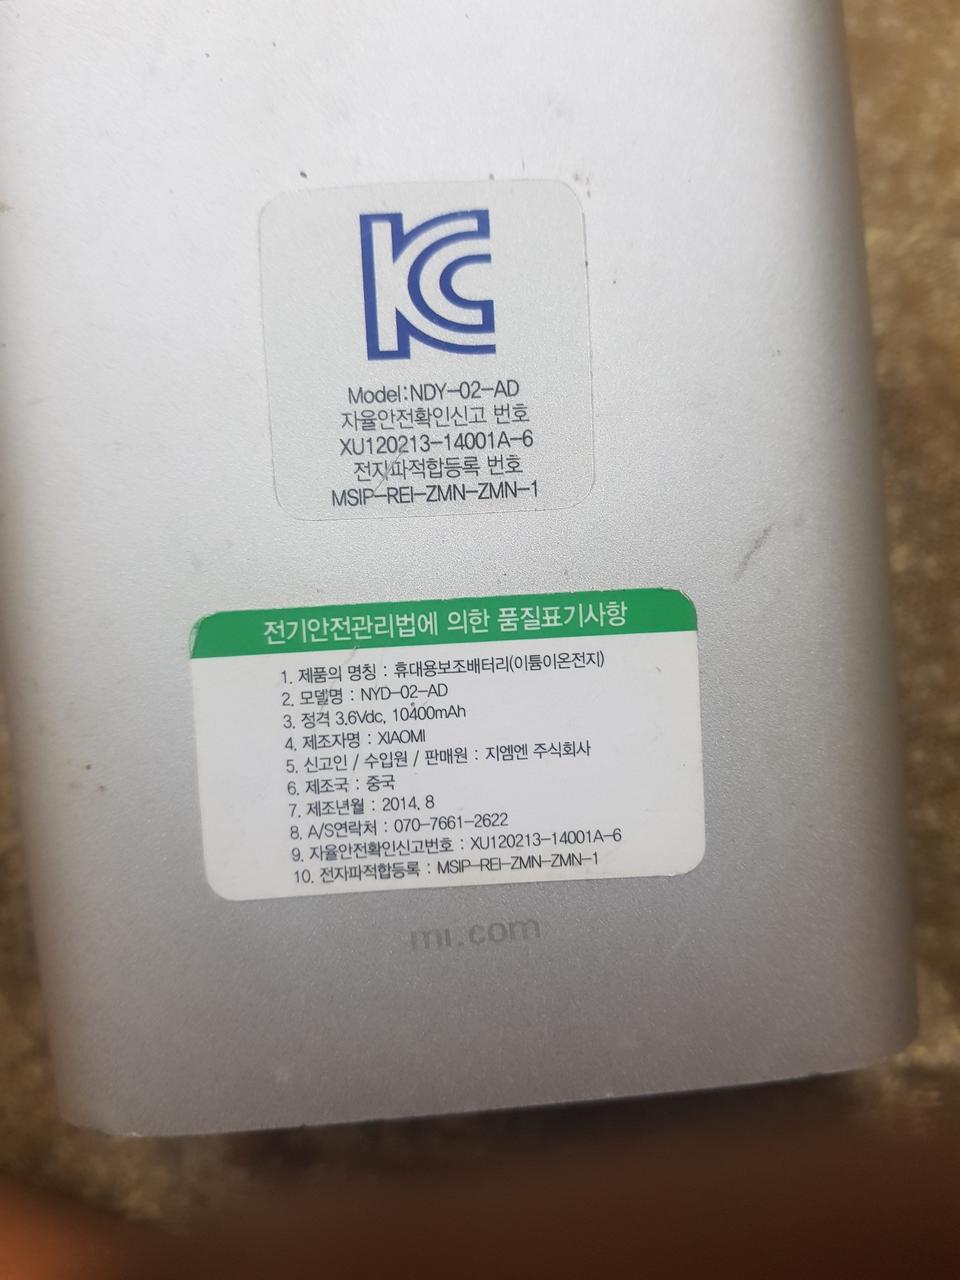 KC
Model:NDY-02-AD
자율안전확인신고 번호
XU120213-14001A-6
전자파적합등록 번호
MSIP-REI-ZMN-ZMN-1
전기안전관리법에 의한 품질표기사항
1. 제품의 명칭 : 휴대용보조배터리(이튬이온전지)
2. 모델명 : NYD-02-AD
3. 정격 3.6Vdc, 10400mAh
4. 제조자명 : XIAOMI
5. 신고인 / 수입원 / 판매원 : 지엠엔 주식회사
6. 제조국 : 중국
7. 제조년월 : 2014. 8
8. A/S연락처 : 070-7661-2622
9. 자율안전확인신고번호 : XU120213-14001A-6
10. 전자파적합등록 : MSIP-REI-ZMN-ZMN-1
mi.com